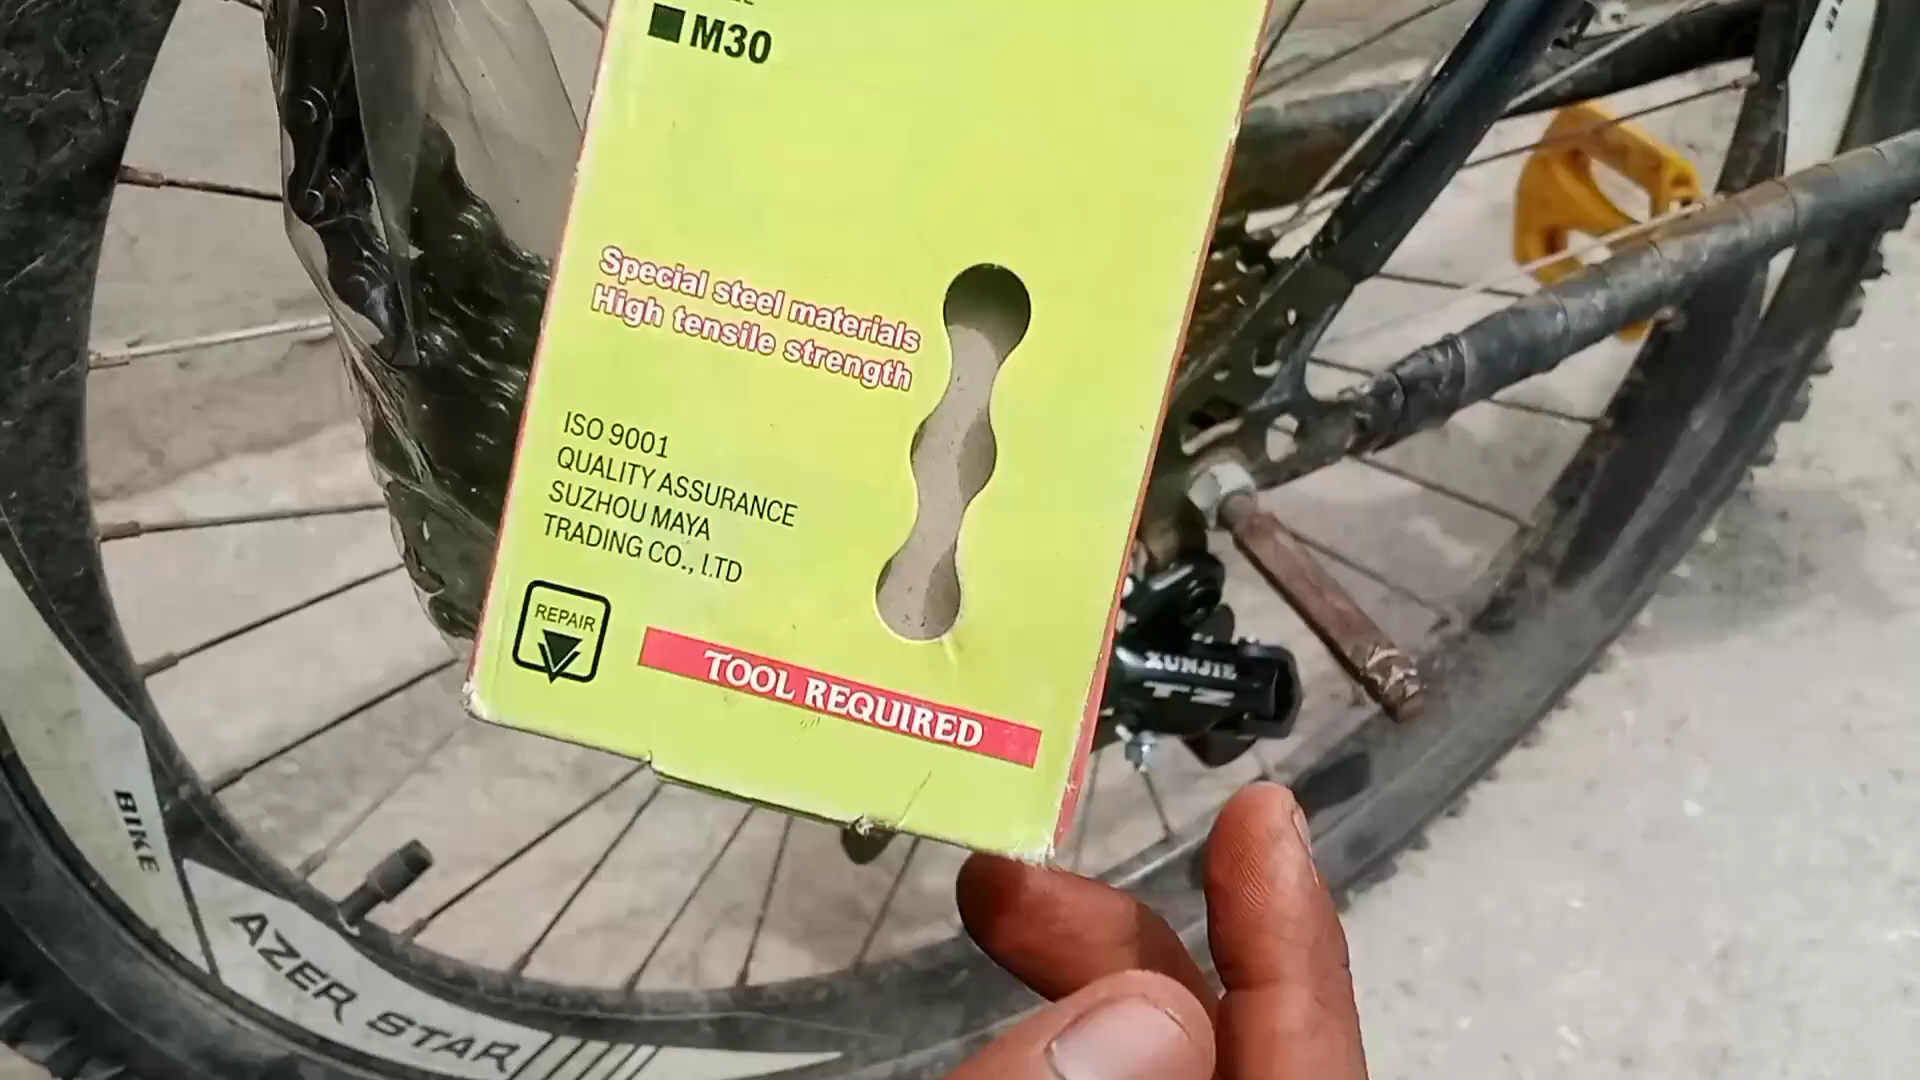 M30
Special steel materials
High tensile strength
ISO 9001
QUALITY ASSURANCE
SUZHOU MAYA
TRADING CO., LTD
REPAIR
TOOL REQUIRED
XUNJIE
TZ
BIKE
AZER STAR